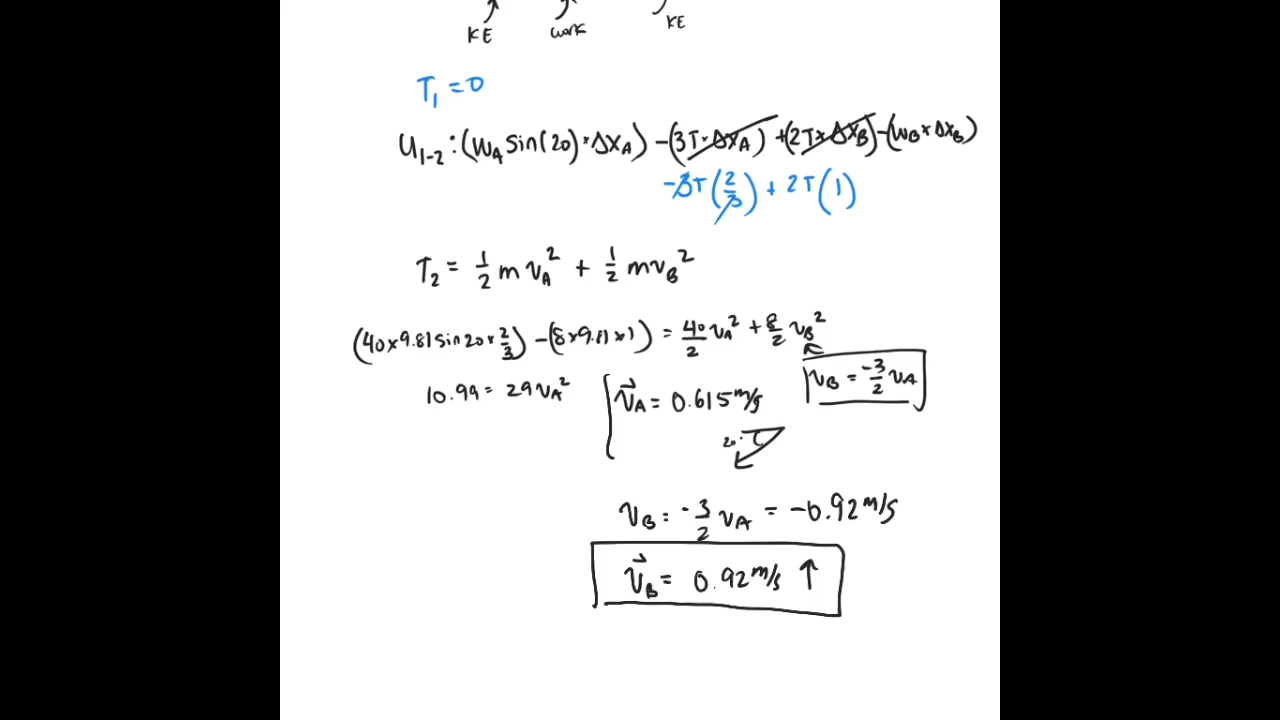 KE work KE
T₁ = 0
U₁₋₂ : (W_A sin(20) * ΔX_A) - (3T * ΔX_A) + (2T * ΔX_B) - (W_B * ΔX_B)
-3T (2/3) + 2T (1)
T₂ = 1/2 m v_A² + 1/2 m v_B²
(40 x 9.81 sin 20 x 2/3) - (8 x 9.81 x 1) = 40/2 v_A² + 8/2 v_B²
v_B = -3/2 v_A
10.99 = 29 v_A²
v⃗_A = 0.615 m/s
20°
v_B = -3/2 v_A = -0.92 m/s
v⃗_B = 0.92 m/s ↑